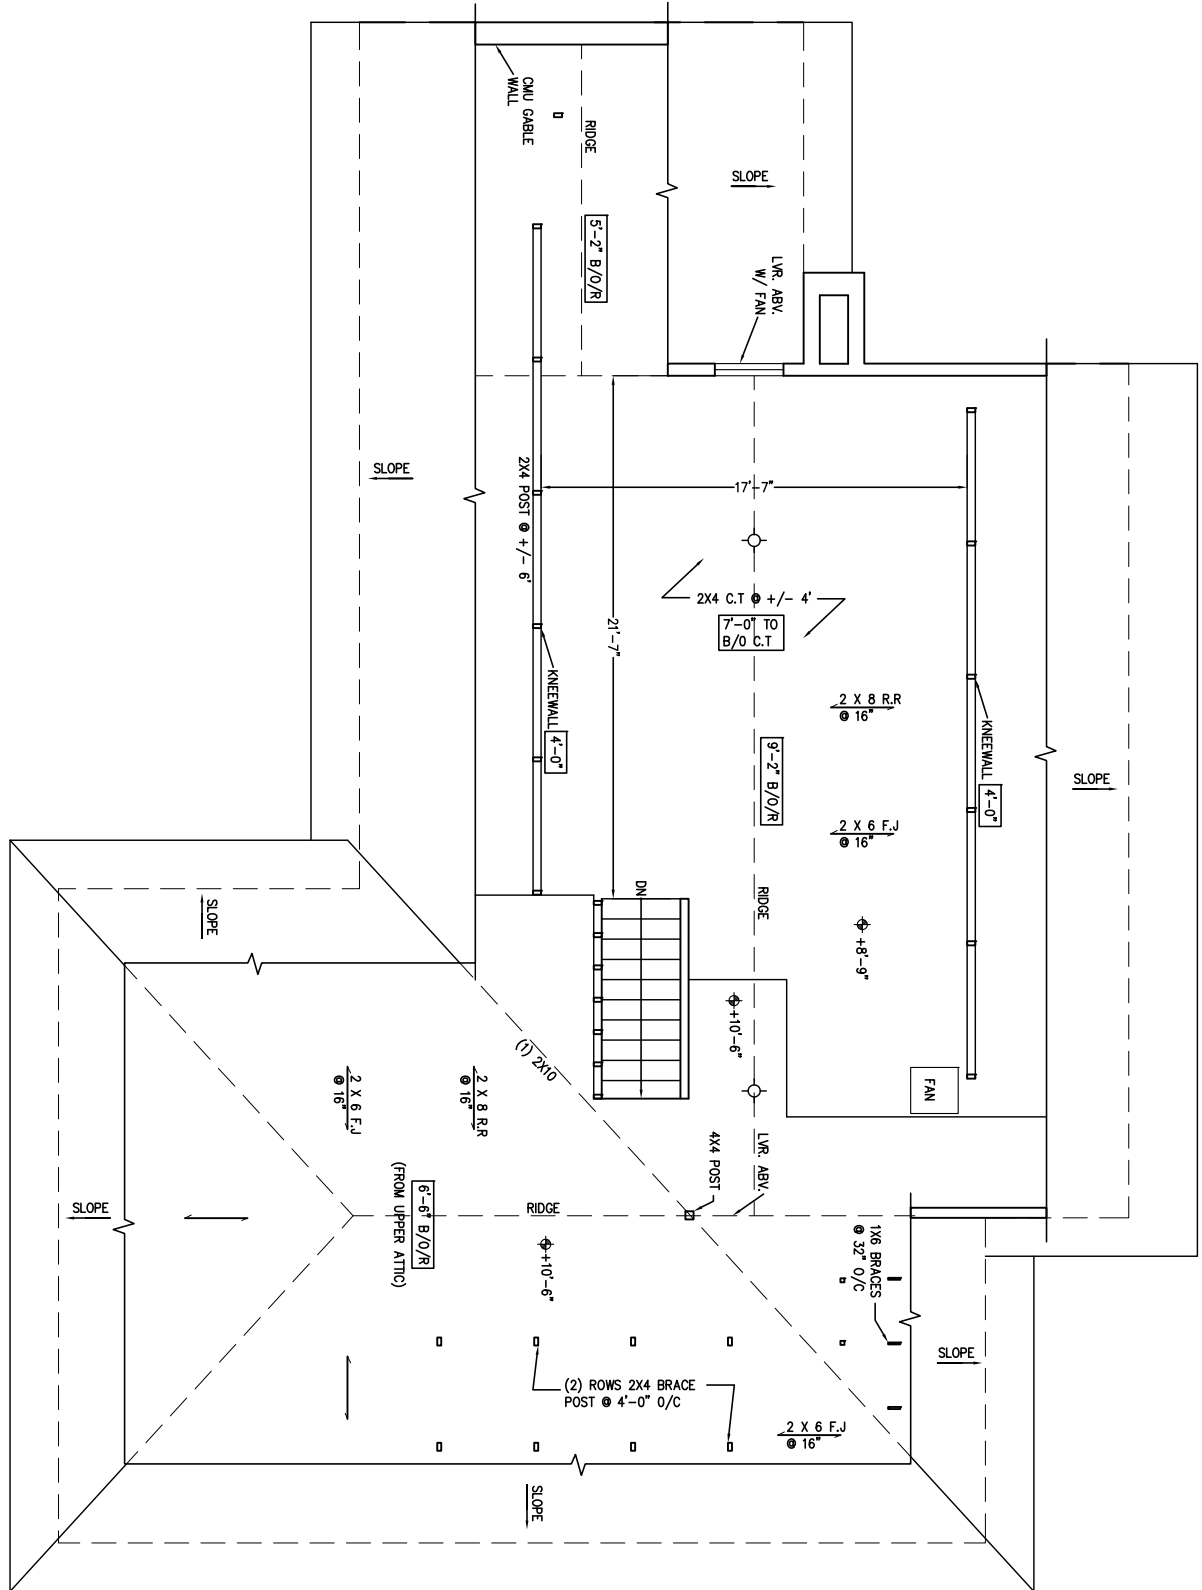 CMU GABLE
WALL
RIDGE
SLOPE
5'-2" B/O/R
LVR. ABV.
W/ FAN
SLOPE
2X4 POST @ +/- 6'
17'-7"
2X4 C.T @ +/- 4'
7'-0" TO
B/O C.T
21'-7"
KNEEWALL
4'-0"
2 X 8 R.R
@ 16"
KNEEWALL
4'-0"
9'-2" B/O/R
SLOPE
2 X 6 F.J
@ 16"
DN
RIDGE
+8'-9"
SLOPE
+10'-6"
(1) 2X10
FAN
2 X 6 F.J
@ 16"
2 X 8 R.R
@ 16"
4X4 POST
LVR. ABV.
6'-6" B/O/R
(FROM UPPER ATTIC)
SLOPE
RIDGE
+10'-6"
1X6 BRACES
@ 32" O/C
SLOPE
(2) ROWS 2X4 BRACE
POST @ 4'-0" O/C
2 X 6 F.J
@ 16"
SLOPE